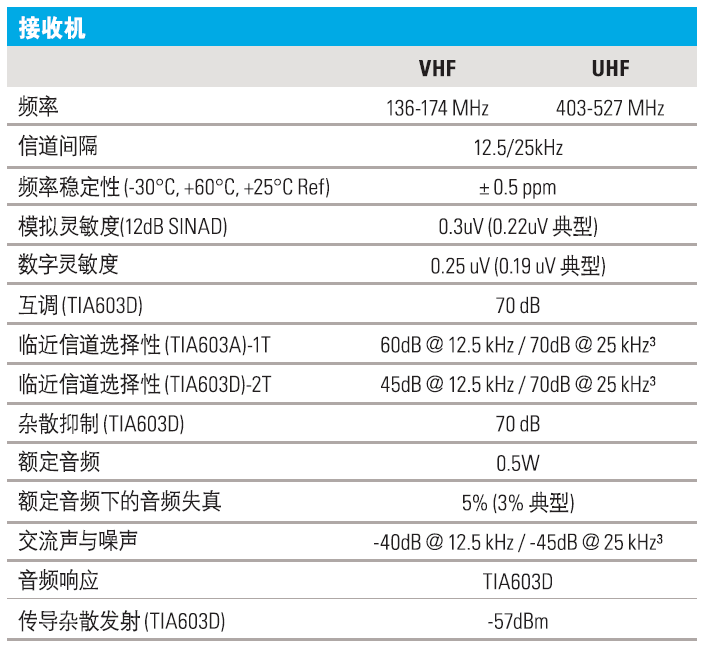 接收机
VHF UHF
频率 136-174 MHz 403-527 MHz
信道间隔 12.5/25kHz
频率稳定性 (-30°C, +60°C, +25°C Ref) ± 0.5 ppm
模拟灵敏度(12dB SINAD) 0.3uV (0.22uV 典型)
数字灵敏度 0.25 uV (0.19 uV 典型)
互调 (TIA603D) 70 dB
临近信道选择性 (TIA603A)-1T 60dB @ 12.5 kHz / 70dB @ 25 kHz³
临近信道选择性 (TIA603D)-2T 45dB @ 12.5 kHz / 70dB @ 25 kHz³
杂散抑制 (TIA603D) 70 dB
额定音频 0.5W
额定音频下的音频失真 5% (3% 典型)
交流声与噪声 -40dB @ 12.5 kHz / -45dB @ 25 kHz³
音频响应 TIA603D
传导杂散发射 (TIA603D) -57dBm